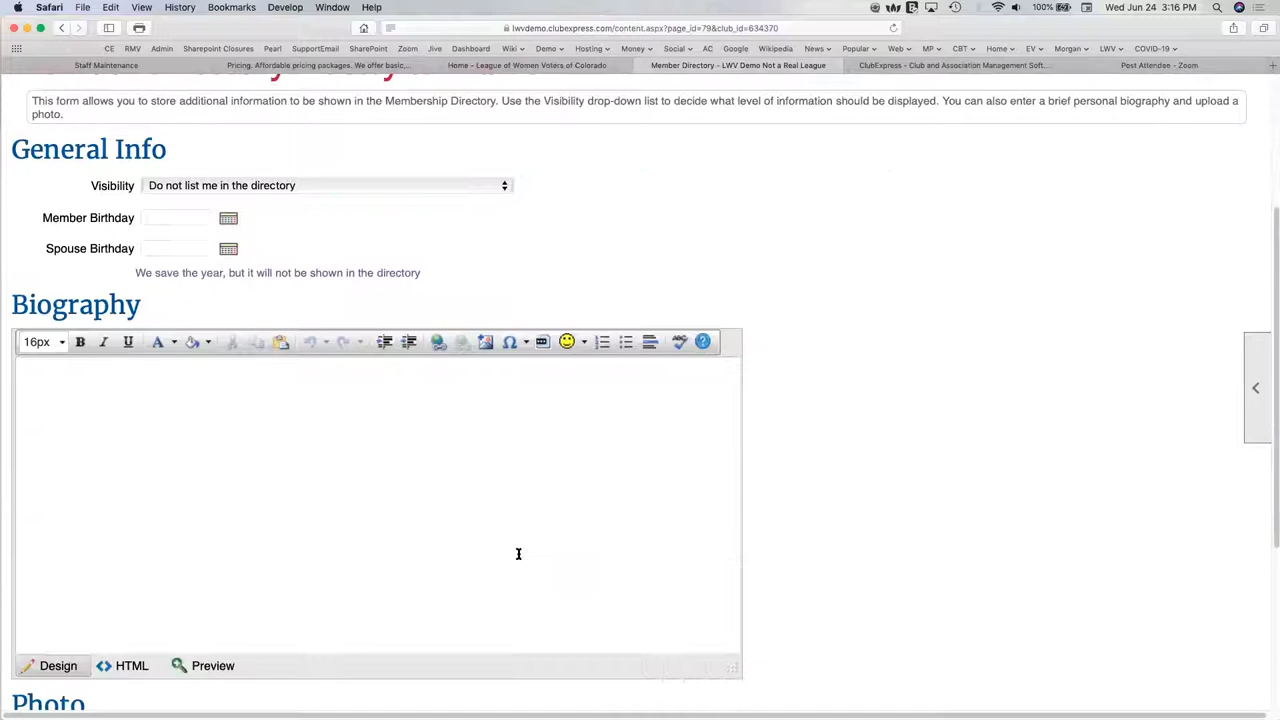 Safari File Edit View History Bookmarks Develop Window Help 100% Wed Jun 24 3:16 PM
lwvdemo.clubexpress.com/content.aspx?page_id=79&club_id=634370
CE RMV Admin Sharepoint Closures Pearl SupportEmail SharePoint Zoom Jive Dashboard Wiki Demo Hosting Money Social AC Google Wikipedia News Popular Web MP CBT Home EV Morgan LWV COVID-19
Staff Maintenance Pricing. Affordable pricing packages. We offer basic,... Home - League of Women Voters of Colorado Member Directory - LWV Demo Not a Real League ClubExpress - Club and Association Management Soft... Post Attendee - Zoom
This form allows you to store additional information to be shown in the Membership Directory. Use the Visibility drop-down list to decide what level of information should be displayed. You can also enter a brief personal biography and upload a
photo.
General Info
Visibility Do not list me in the directory
Member Birthday
Spouse Birthday
We save the year, but it will not be shown in the directory
Biography
16px B I U A Ω
Design HTML Preview
Photo